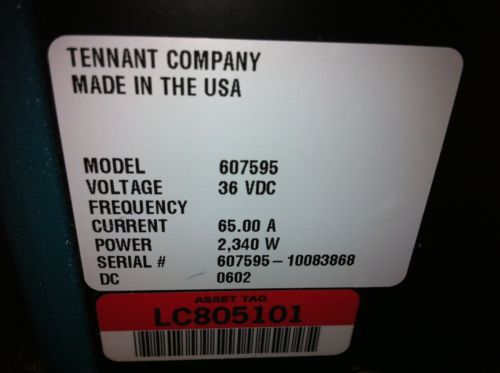 TENNANT COMPANY
MADE IN THE USA
MODEL 607595
VOLTAGE 36 VDC
FREQUENCY
CURRENT 65.00 A
POWER 2,340 W
SERIAL # 607595-10083868
DC 0602
ASSET TAG
LC805101